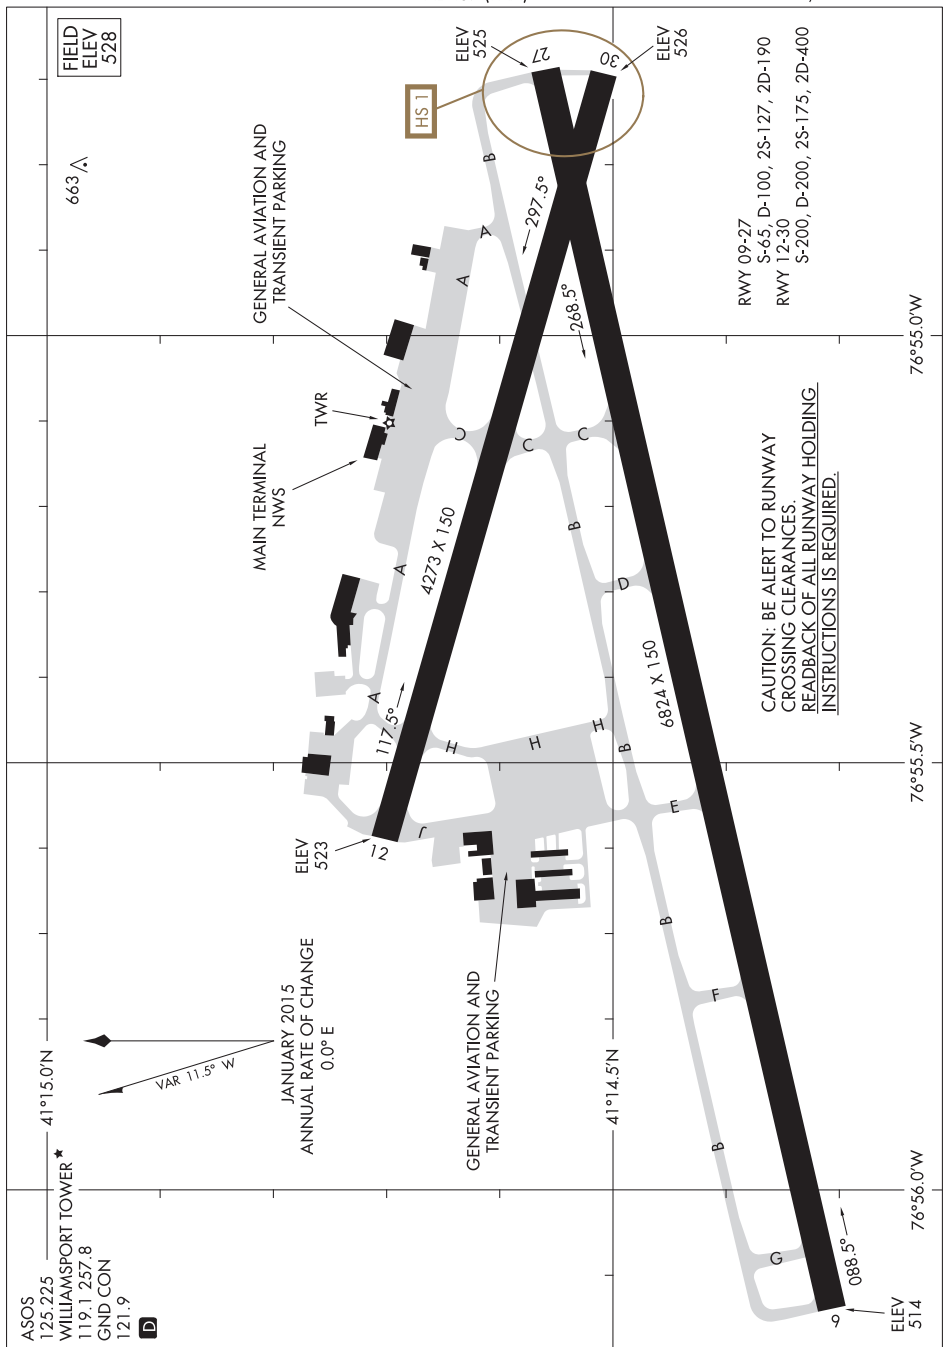 ASOS
125.225
WILLIAMSPORT TOWER ★
119.1 257.8
GND CON
121.9
D
41°15.0'N
VAR 11.5° W
JANUARY 2015
ANNUAL RATE OF CHANGE
0.0° E
663
FIELD
ELEV
528
GENERAL AVIATION AND
TRANSIENT PARKING
TWR
MAIN TERMINAL
NWS
ELEV
523
12
117.5°
4273 X 150
297.5°
HS 1
ELEV
525
27
30
ELEV
526
A
A
A
A
B
C
C
C
B
D
H
H
H
B
J
E
B
F
B
G
GENERAL AVIATION AND
TRANSIENT PARKING
41°14.5'N
268.5°
6824 X 150
088.5°
9
ELEV
514
RWY 09-27
S-65, D-100, 2S-127, 2D-190
RWY 12-30
S-200, D-200, 2S-175, 2D-400
CAUTION: BE ALERT TO RUNWAY
CROSSING CLEARANCES.
READBACK OF ALL RUNWAY HOLDING
INSTRUCTIONS IS REQUIRED.
76°56.0'W
76°55.5'W
76°55.0'W